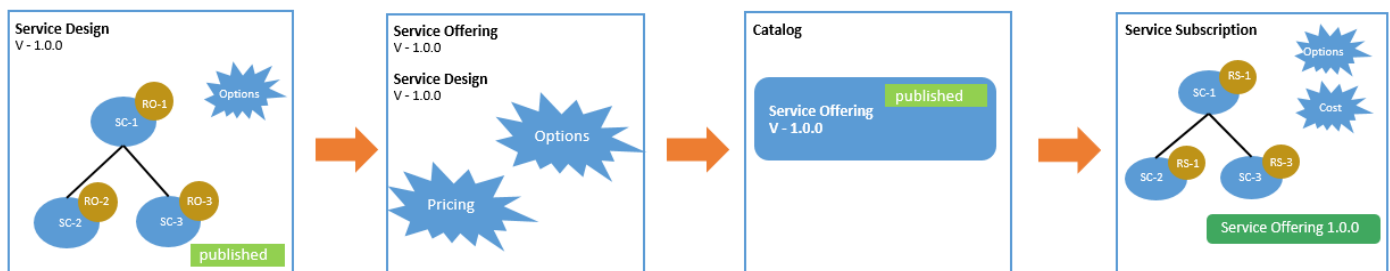 Service Design
V - 1.0.0
Options
RO-1
SC-1
RO-2
SC-2
RO-3
SC-3
published
Service Offering
V - 1.0.0
Service Design
V - 1.0.0
Options
Pricing
Catalog
published
Service Offering
V - 1.0.0
Service Subscription
Options
RS-1
SC-1
Cost
RS-1
SC-2
RS-3
SC-3
Service Offering 1.0.0